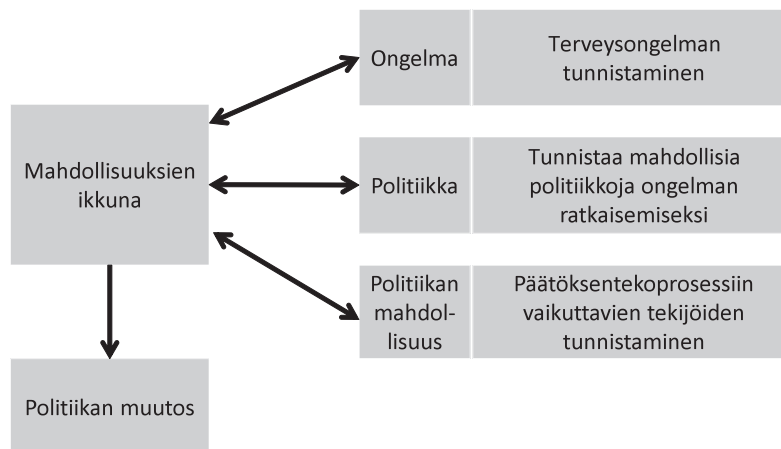 Ongelma
Terveysongelman
tunnistaminen
Mahdollisuuksien
ikkuna
Politiikka
Tunnistaa mahdollisia
politiikkoja ongelman
ratkaisemiseksi
Politiikan
mahdol-
lisuus
Päätöksentekoprosessiin
vaikuttavien tekijöiden
tunnistaminen
Politiikan muutos